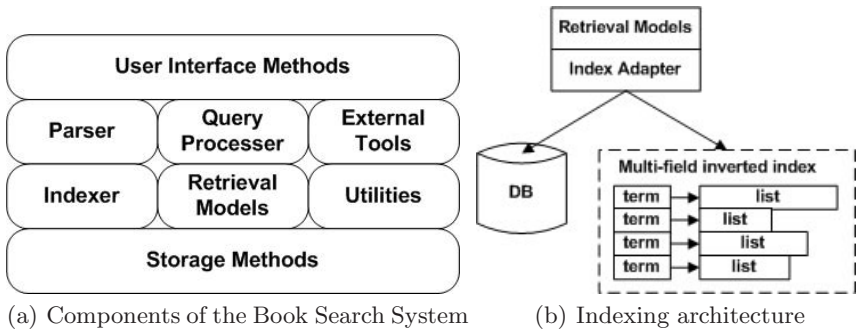 User Interface Methods
Parser
Query
Processer
External
Tools
Indexer
Retrieval
Models
Utilities
Storage Methods
(a) Components of the Book Search System
Retrieval Models
Index Adapter
DB
Multi-field inverted index
term list
term list
term list
term list
(b) Indexing architecture